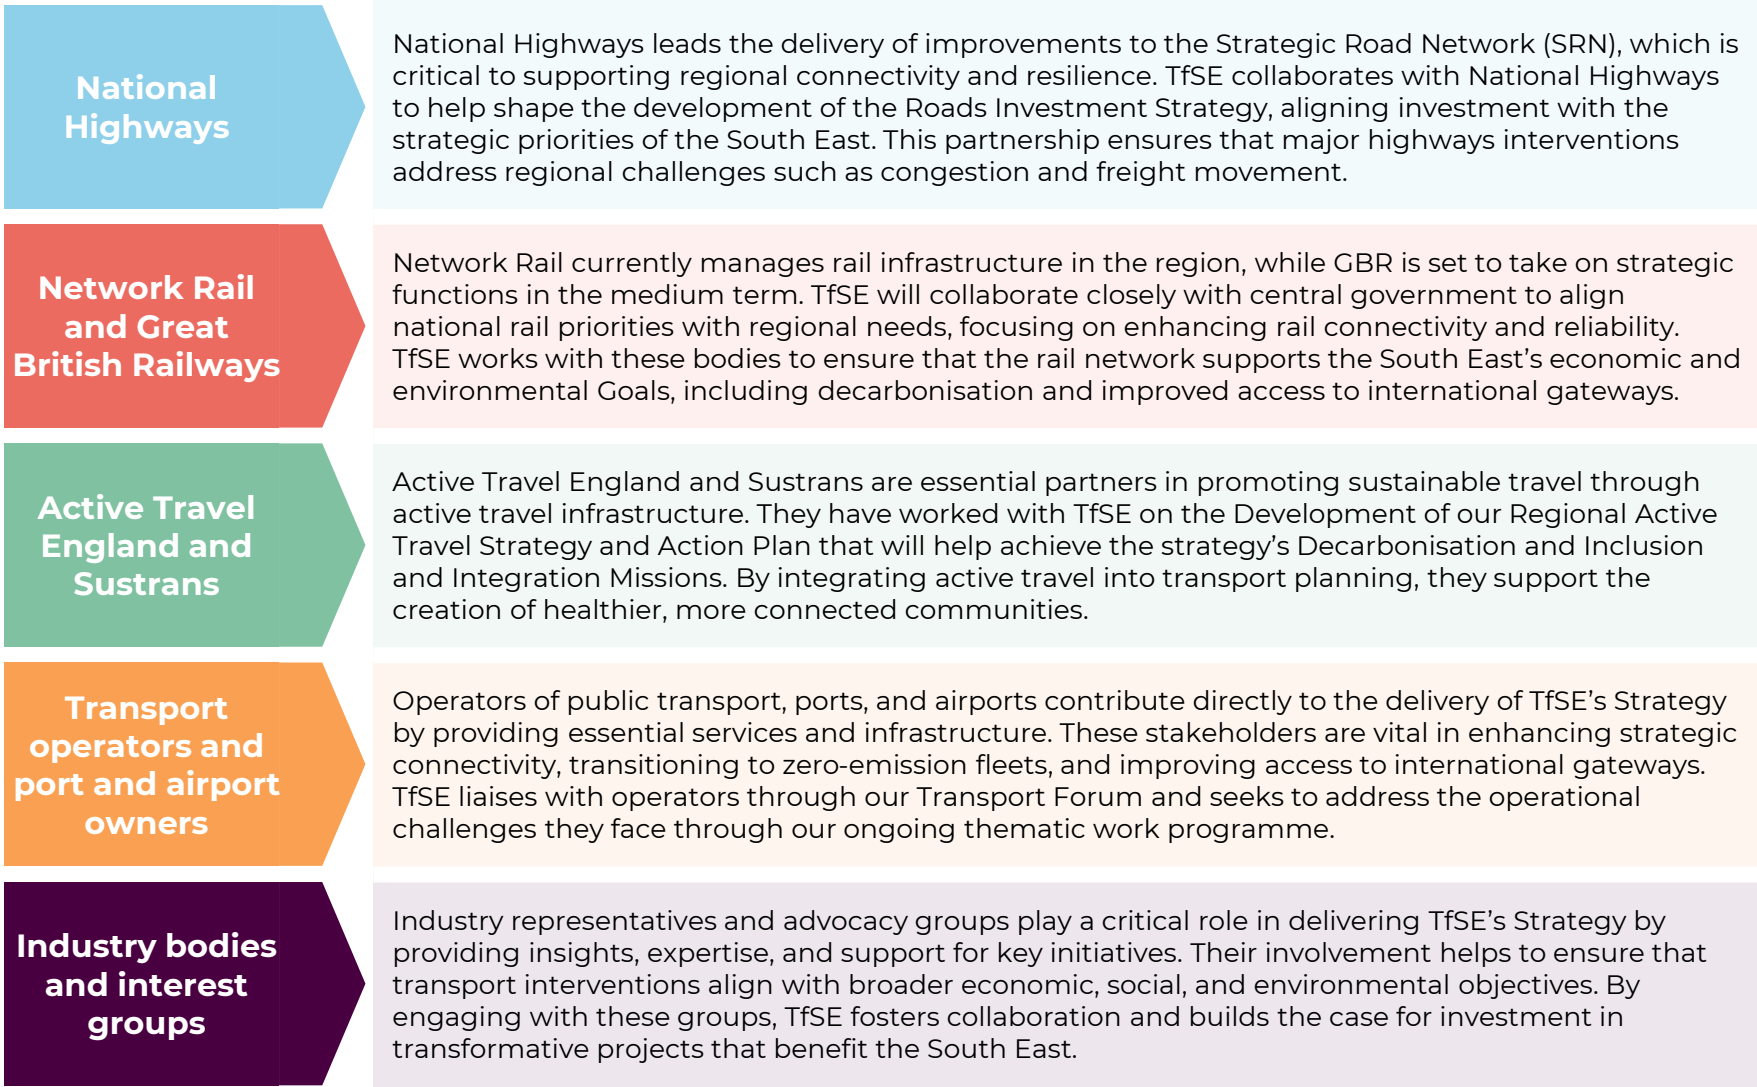 National
Highways
National Highways leads the delivery of improvements to the Strategic Road Network (SRN), which is
critical to supporting regional connectivity and resilience. TfSE collaborates with National Highways
to help shape the development of the Roads Investment Strategy, aligning investment with the
strategic priorities of the South East. This partnership ensures that major highways interventions
address regional challenges such as congestion and freight movement.
Network Rail
and Great
British Railways
Network Rail currently manages rail infrastructure in the region, while GBR is set to take on strategic
functions in the medium term. TfSE will collaborate closely with central government to align
national rail priorities with regional needs, focusing on enhancing rail connectivity and reliability.
TfSE works with these bodies to ensure that the rail network supports the South East’s economic and
environmental Goals, including decarbonisation and improved access to international gateways.
Active Travel
England and
Sustrans
Active Travel England and Sustrans are essential partners in promoting sustainable travel through
active travel infrastructure. They have worked with TfSE on the Development of our Regional Active
Travel Strategy and Action Plan that will help achieve the strategy’s Decarbonisation and Inclusion
and Integration Missions. By integrating active travel into transport planning, they support the
creation of healthier, more connected communities.
Transport
operators and
port and airport
owners
Operators of public transport, ports, and airports contribute directly to the delivery of TfSE’s Strategy
by providing essential services and infrastructure. These stakeholders are vital in enhancing strategic
connectivity, transitioning to zero-emission fleets, and improving access to international gateways.
TfSE liaises with operators through our Transport Forum and seeks to address the operational
challenges they face through our ongoing thematic work programme.
Industry bodies
and interest
groups
Industry representatives and advocacy groups play a critical role in delivering TfSE’s Strategy by
providing insights, expertise, and support for key initiatives. Their involvement helps to ensure that
transport interventions align with broader economic, social, and environmental objectives. By
engaging with these groups, TfSE fosters collaboration and builds the case for investment in
transformative projects that benefit the South East.